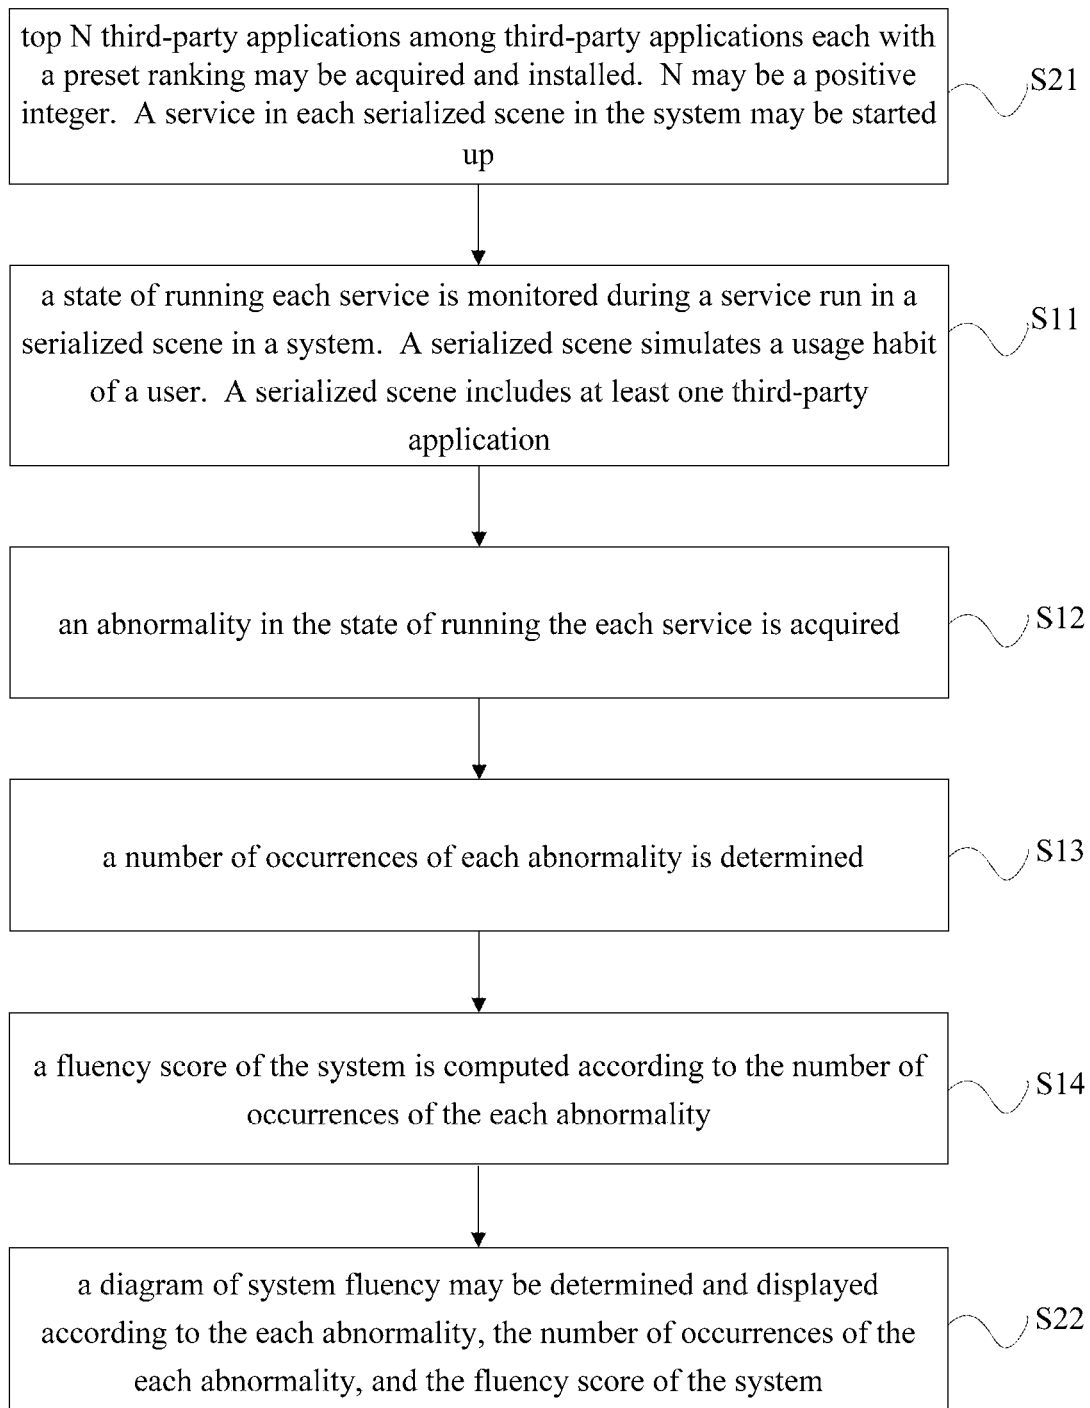 top N third-party applications among third-party applications each with
a preset ranking may be acquired and installed. N may be a positive
integer. A service in each serialized scene in the system may be started
up
S21
a state of running each service is monitored during a service run in a
serialized scene in a system. A serialized scene simulates a usage habit
of a user. A serialized scene includes at least one third-party
application
S11
an abnormality in the state of running the each service is acquired
S12
a number of occurrences of each abnormality is determined
S13
a fluency score of the system is computed according to the number of
occurrences of the each abnormality
S14
a diagram of system fluency may be determined and displayed
according to the each abnormality, the number of occurrences of the
each abnormality, and the fluency score of the system
S22